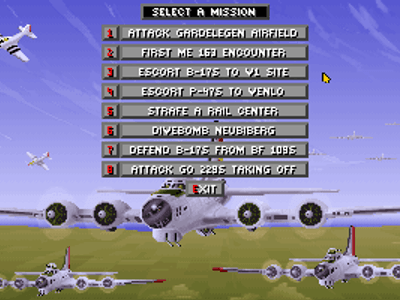 SELECT A MISSION
1 ATTACK GARDELEGEN AIRFIELD
2 FIRST ME 163 ENCOUNTER
3 ESCORT B-17S TO V1 SITE
4 ESCORT P-47S TO VENLO
5 STRAFE A RAIL CENTER
6 DIVEBOMB NEUBIBERG
7 DEFEND B-17S FROM BF 109S
8 ATTACK GO 229S TAKING OFF
EXIT